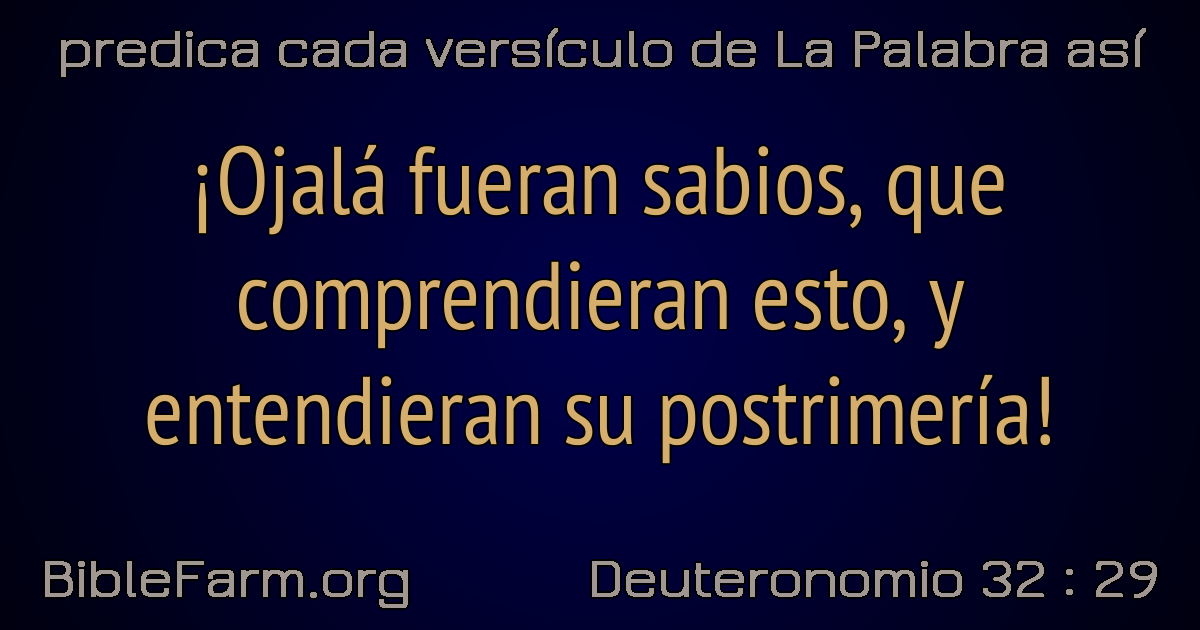 predica cada versículo de La Palabra así
¡Ojalá fueran sabios, que
comprendieran esto, y
entendieran su postrimería!
BibleFarm.org
Deuteronomio 32 : 29